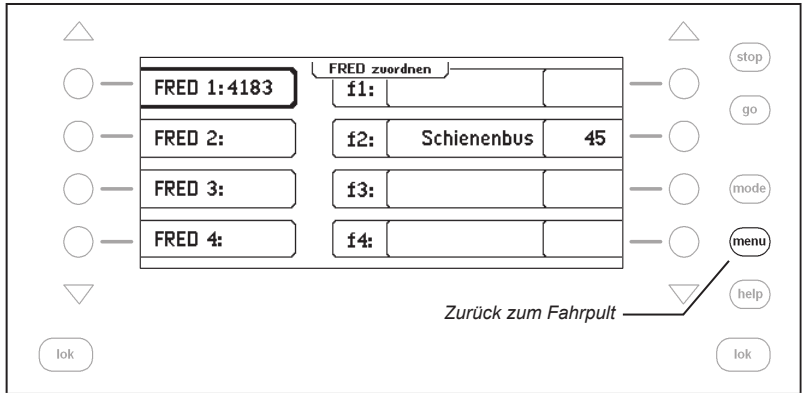 FRED zuordnen
FRED 1:4183
f1:
FRED 2:
f2: Schienenbus 45
FRED 3:
f3:
FRED 4:
f4:
stop
go
mode
menu
help
Zurück zum Fahrpult
lok
lok